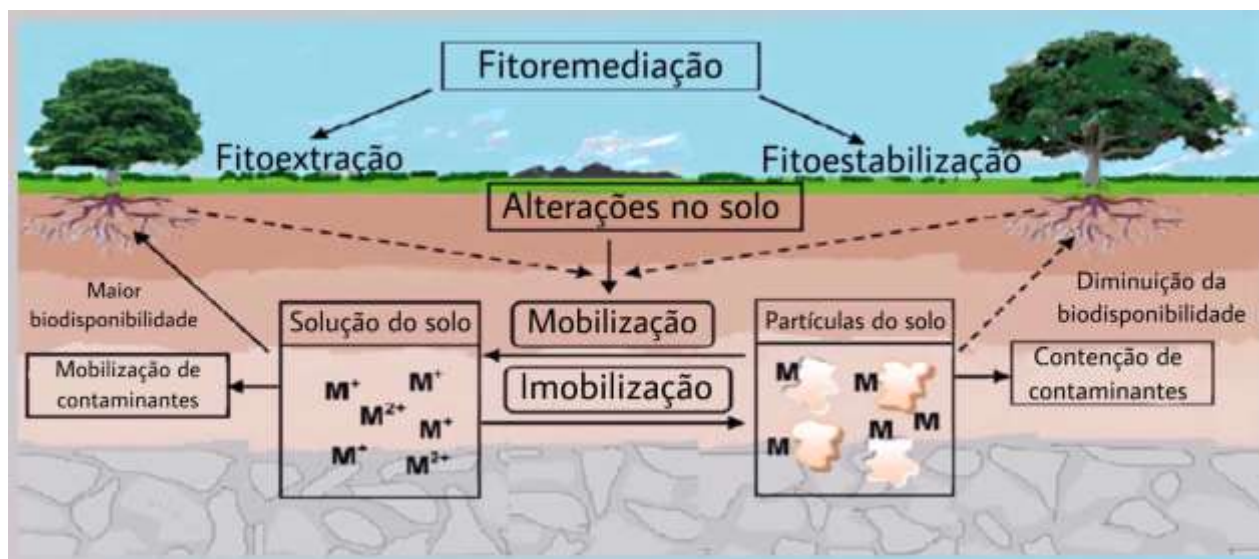 Fitoremediação
Fitoextração
Fitoestabilização
Alterações no solo
Maior
biodisponibilidade
Solução do solo
Mobilização
Partículas do solo
Diminuição da
biodisponibilidade
Mobilização de
contaminantes
Imobilização
Contenção de
contaminantes
M⁺
M⁺
M²⁺
M⁺
M⁺
M²⁺
M
M
M
M
M